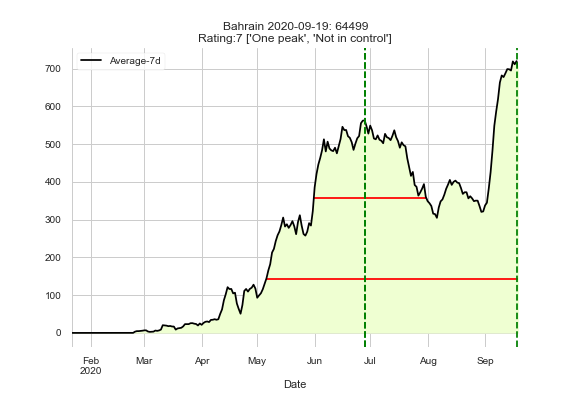 Bahrain 2020-09-19: 64499
Rating:7 ['One peak', 'Not in control']
Average-7d
700
600
500
400
300
200
100
0
Feb Mar Apr May Jun Jul Aug Sep
2020
Date